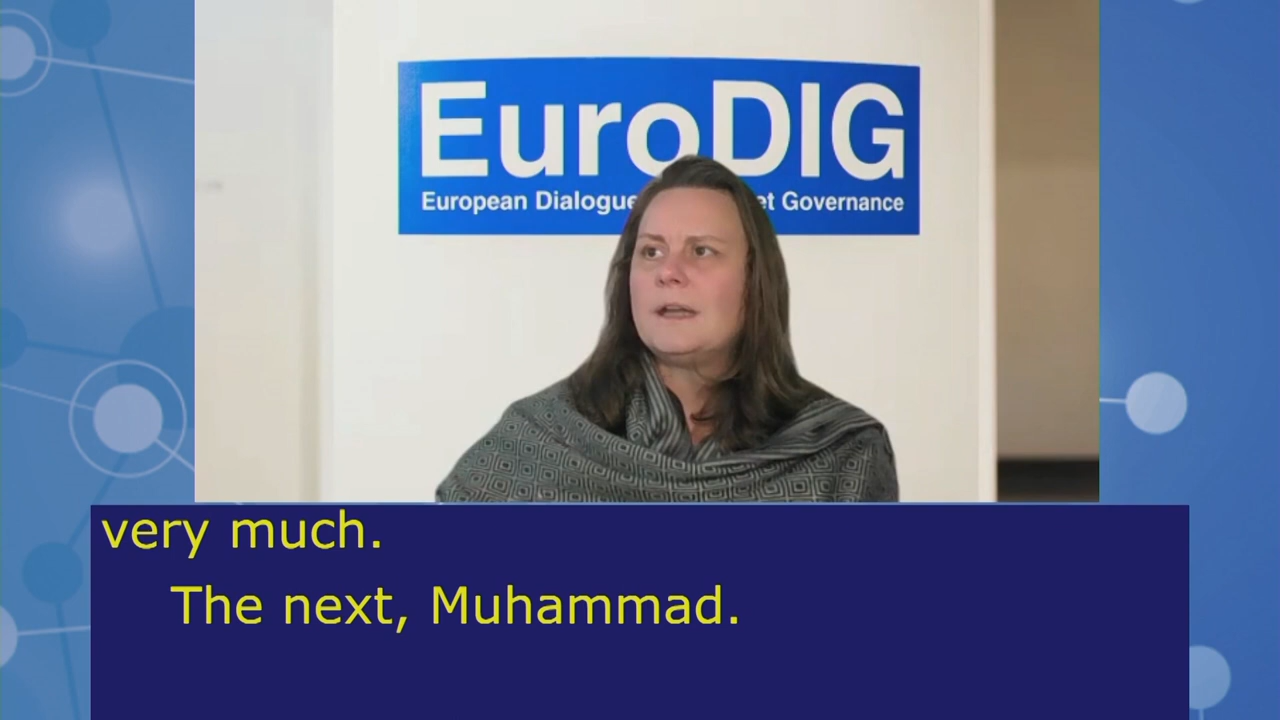 EuroDIG
European Dialogue et Governance
very much.
The next, Muhammad.